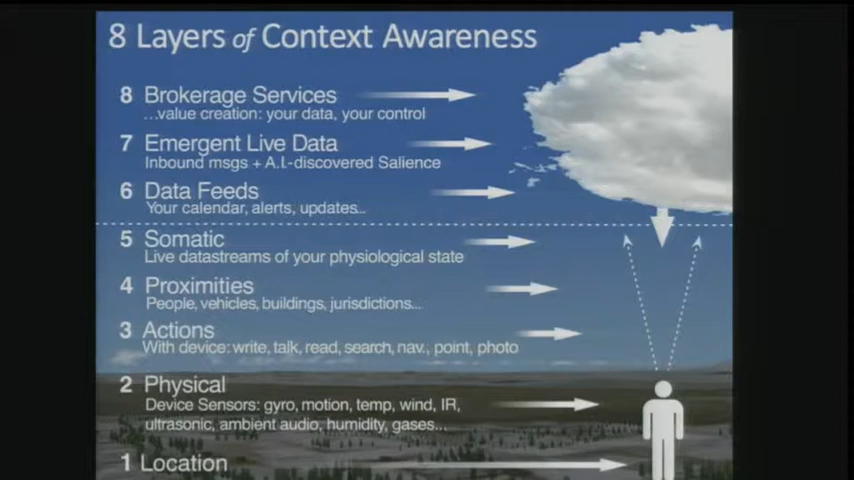 8 Layers of Context Awareness
8 Brokerage Services
...value creation: your data, your control
7 Emergent Live Data
Inbound msgs + A.I.-discovered Salience
6 Data Feeds
Your calendar, alerts, updates...
5 Somatic
Live datastreams of your physiological state
4 Proximities
People, vehicles, buildings, jurisdictions...
3 Actions
With device: write, talk, read, search, nav., point, photo
2 Physical
Device Sensors: gyro, motion, temp, wind, IR,
ultrasonic, ambient audio, humidity, gases...
1 Location